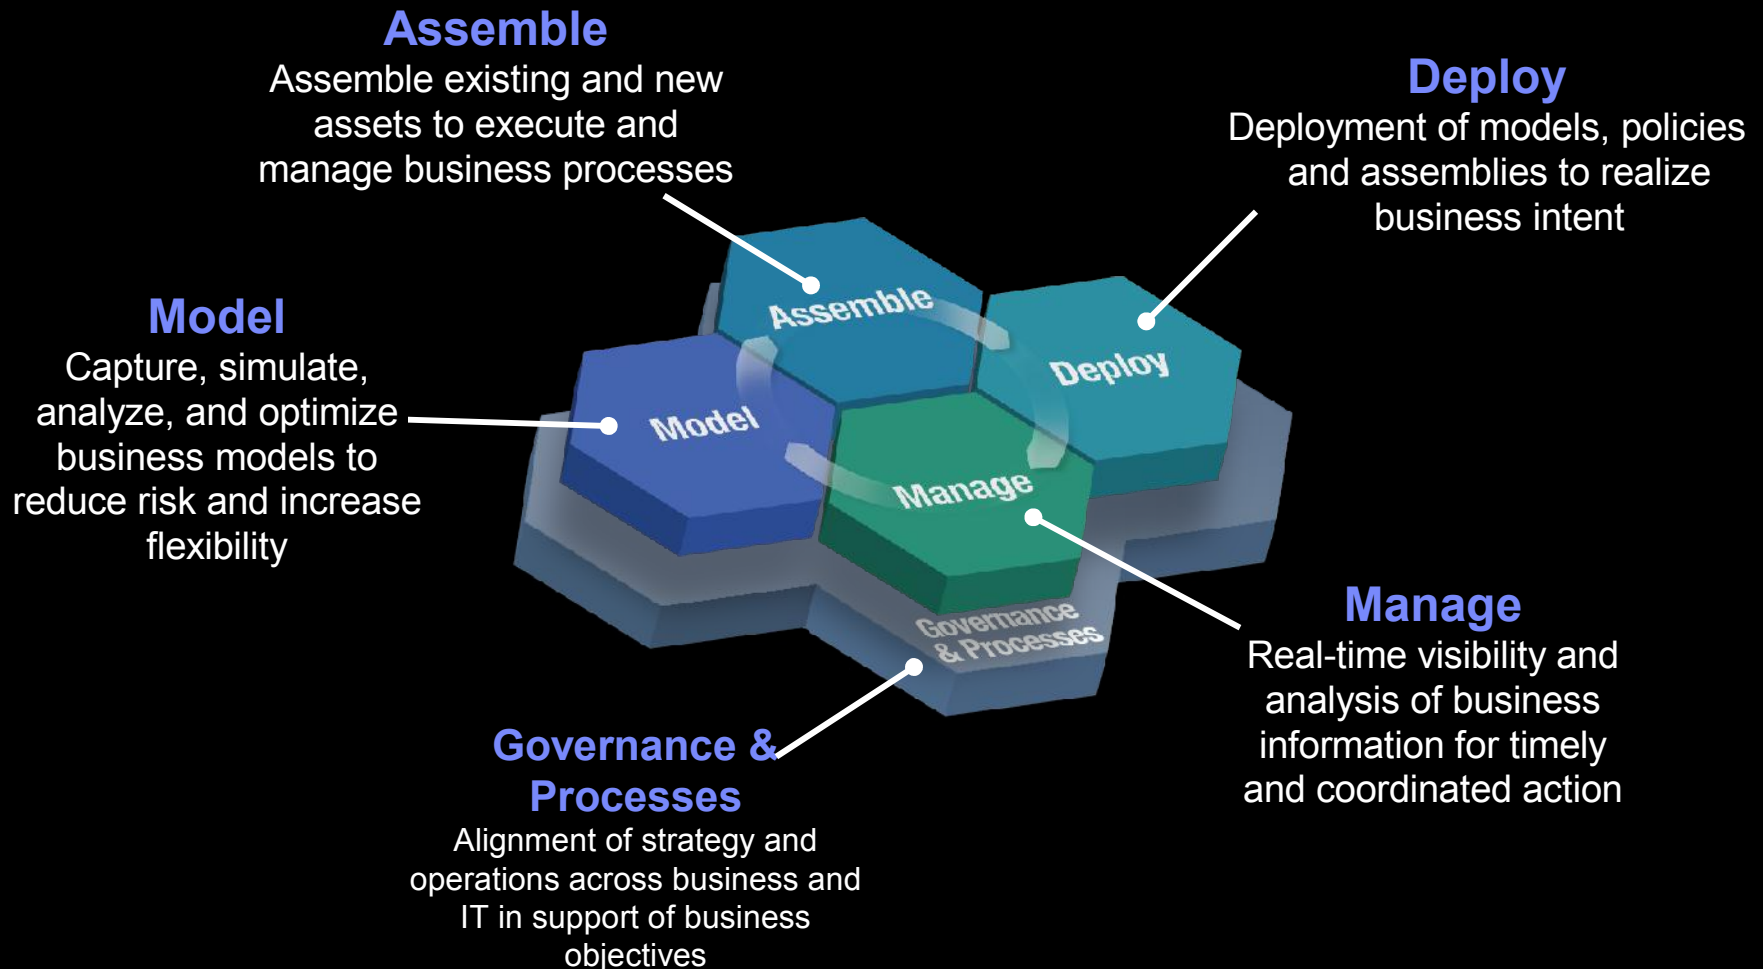 Assemble
Assemble existing and new
assets to execute and
manage business processes
Deploy
Deployment of models, policies
and assemblies to realize
business intent
Model
Capture, simulate,
analyze, and optimize
business models to
reduce risk and increase
flexibility
Assemble
Deploy
Model
Manage
Governance
& Processes
Manage
Real-time visibility and
analysis of business
information for timely
and coordinated action
Governance &
Processes
Alignment of strategy and
operations across business and
IT in support of business
objectives